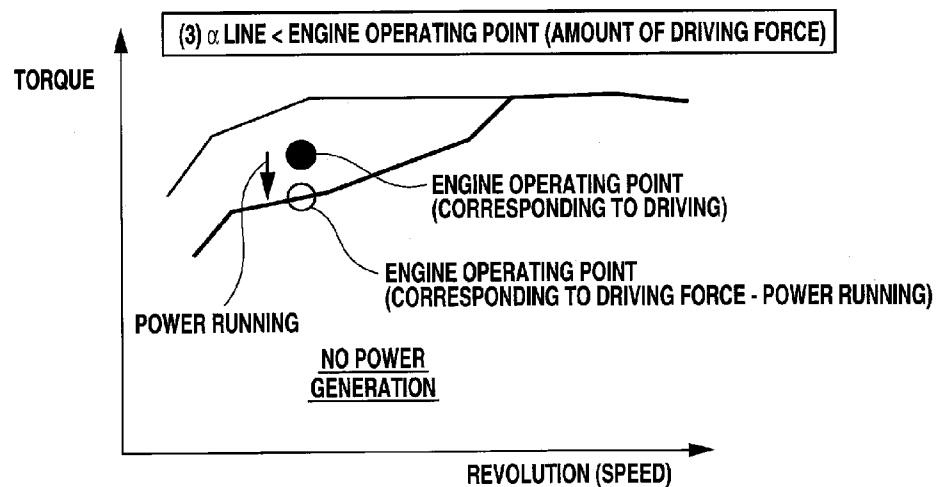 (3) α LINE < ENGINE OPERATING POINT (AMOUNT OF DRIVING FORCE)
TORQUE
ENGINE OPERATING POINT
(CORRESPONDING TO DRIVING)
ENGINE OPERATING POINT
(CORRESPONDING TO DRIVING FORCE - POWER RUNNING)
POWER RUNNING
NO POWER
GENERATION
REVOLUTION (SPEED)